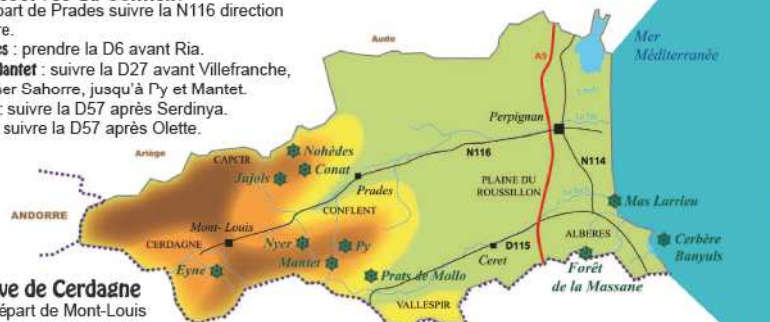 part de Prades suivre la N116 direction
re.
es : prendre la D6 avant Ria.
Mantet : suivre la D27 avant Villefranche,
er Sahorre, jusqu'à Py et Mantet.
: suivre la D57 après Serdinya.
suivre la D57 après Olette.
Aude
Mer
Méditerranée
A9
Perpignan
Ariège
CAPCIR
Nohèdes
Conat
Jujols
N116
N114
Prades
PLAINE DU
ROUSSILLON
ANDORRE
Mont-Louis
CONFLENT
Mas Larrieu
CERDAGNE
Nyer
Py
Mantet
Eyne
D115
ALBERES
Cerbère
Banyuls
Ceret
Prats de Mollo
Forêt
de la Massane
VALLESPIR
ve de Cerdagne
épart de Mont-Louis